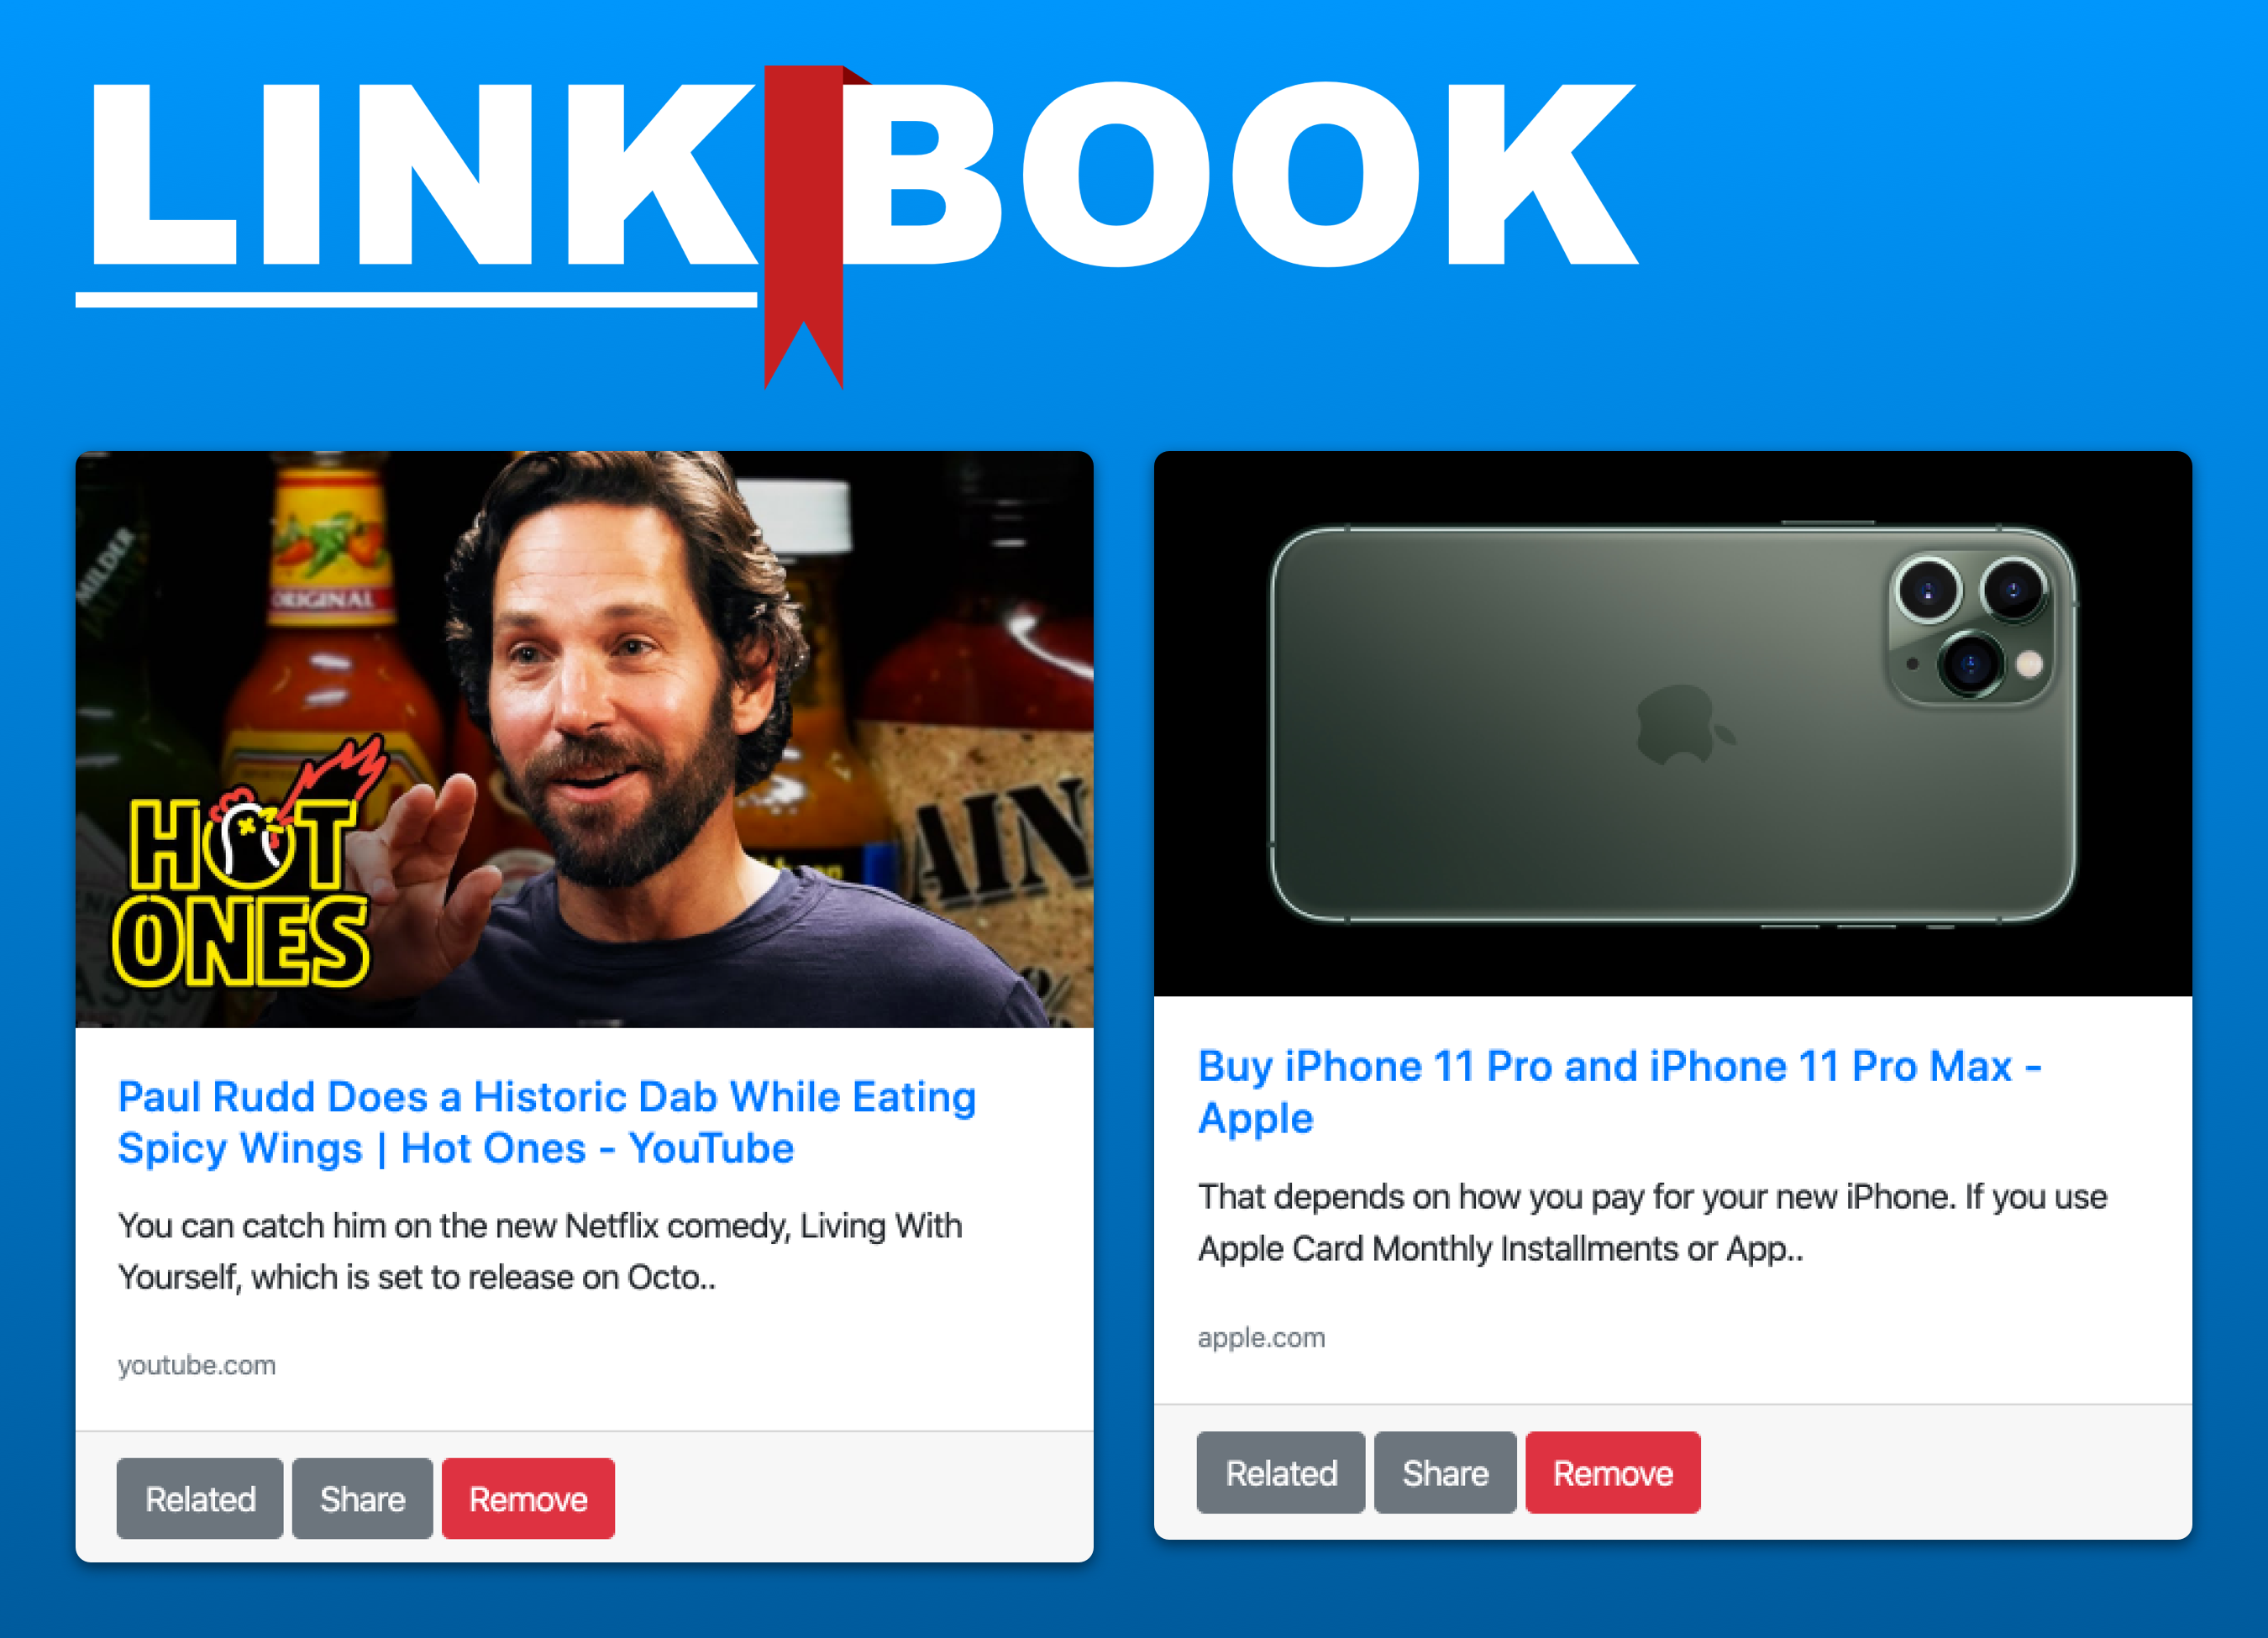 LINK BOOK
MILDER
ORIGINAL
HOT
ONES
AIN
Paul Rudd Does a Historic Dab While Eating
Spicy Wings | Hot Ones - YouTube
You can catch him on the new Netflix comedy, Living With
Yourself, which is set to release on Octo..
youtube.com
Related Share Remove
Buy iPhone 11 Pro and iPhone 11 Pro Max -
Apple
That depends on how you pay for your new iPhone. If you use
Apple Card Monthly Installments or App..
apple.com
Related Share Remove